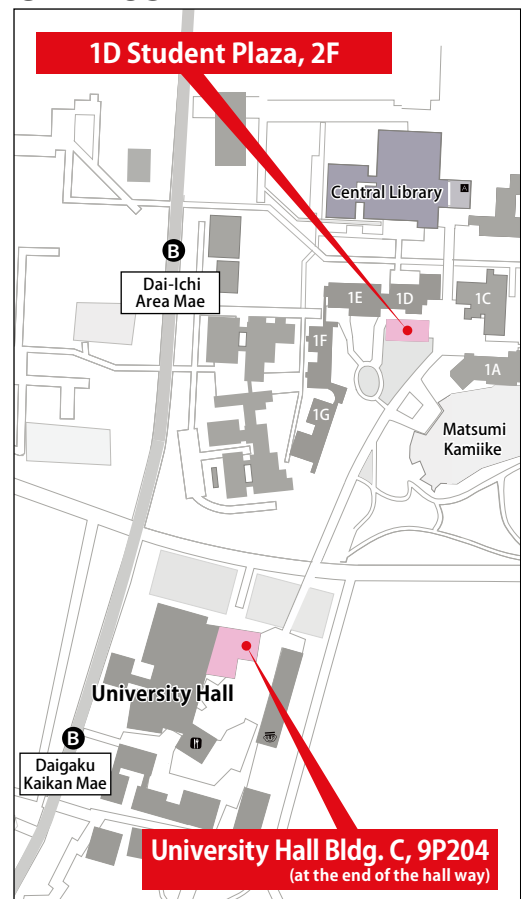 1D Student Plaza, 2F
Central Library
A
B
Dai-Ichi
Area Mae
1E
1D
1C
1F
1A
1G
Matsumi
Kamiike
University Hall
B
Daigaku
Kaikan Mae
University Hall Bldg. C, 9P204
(at the end of the hall way)